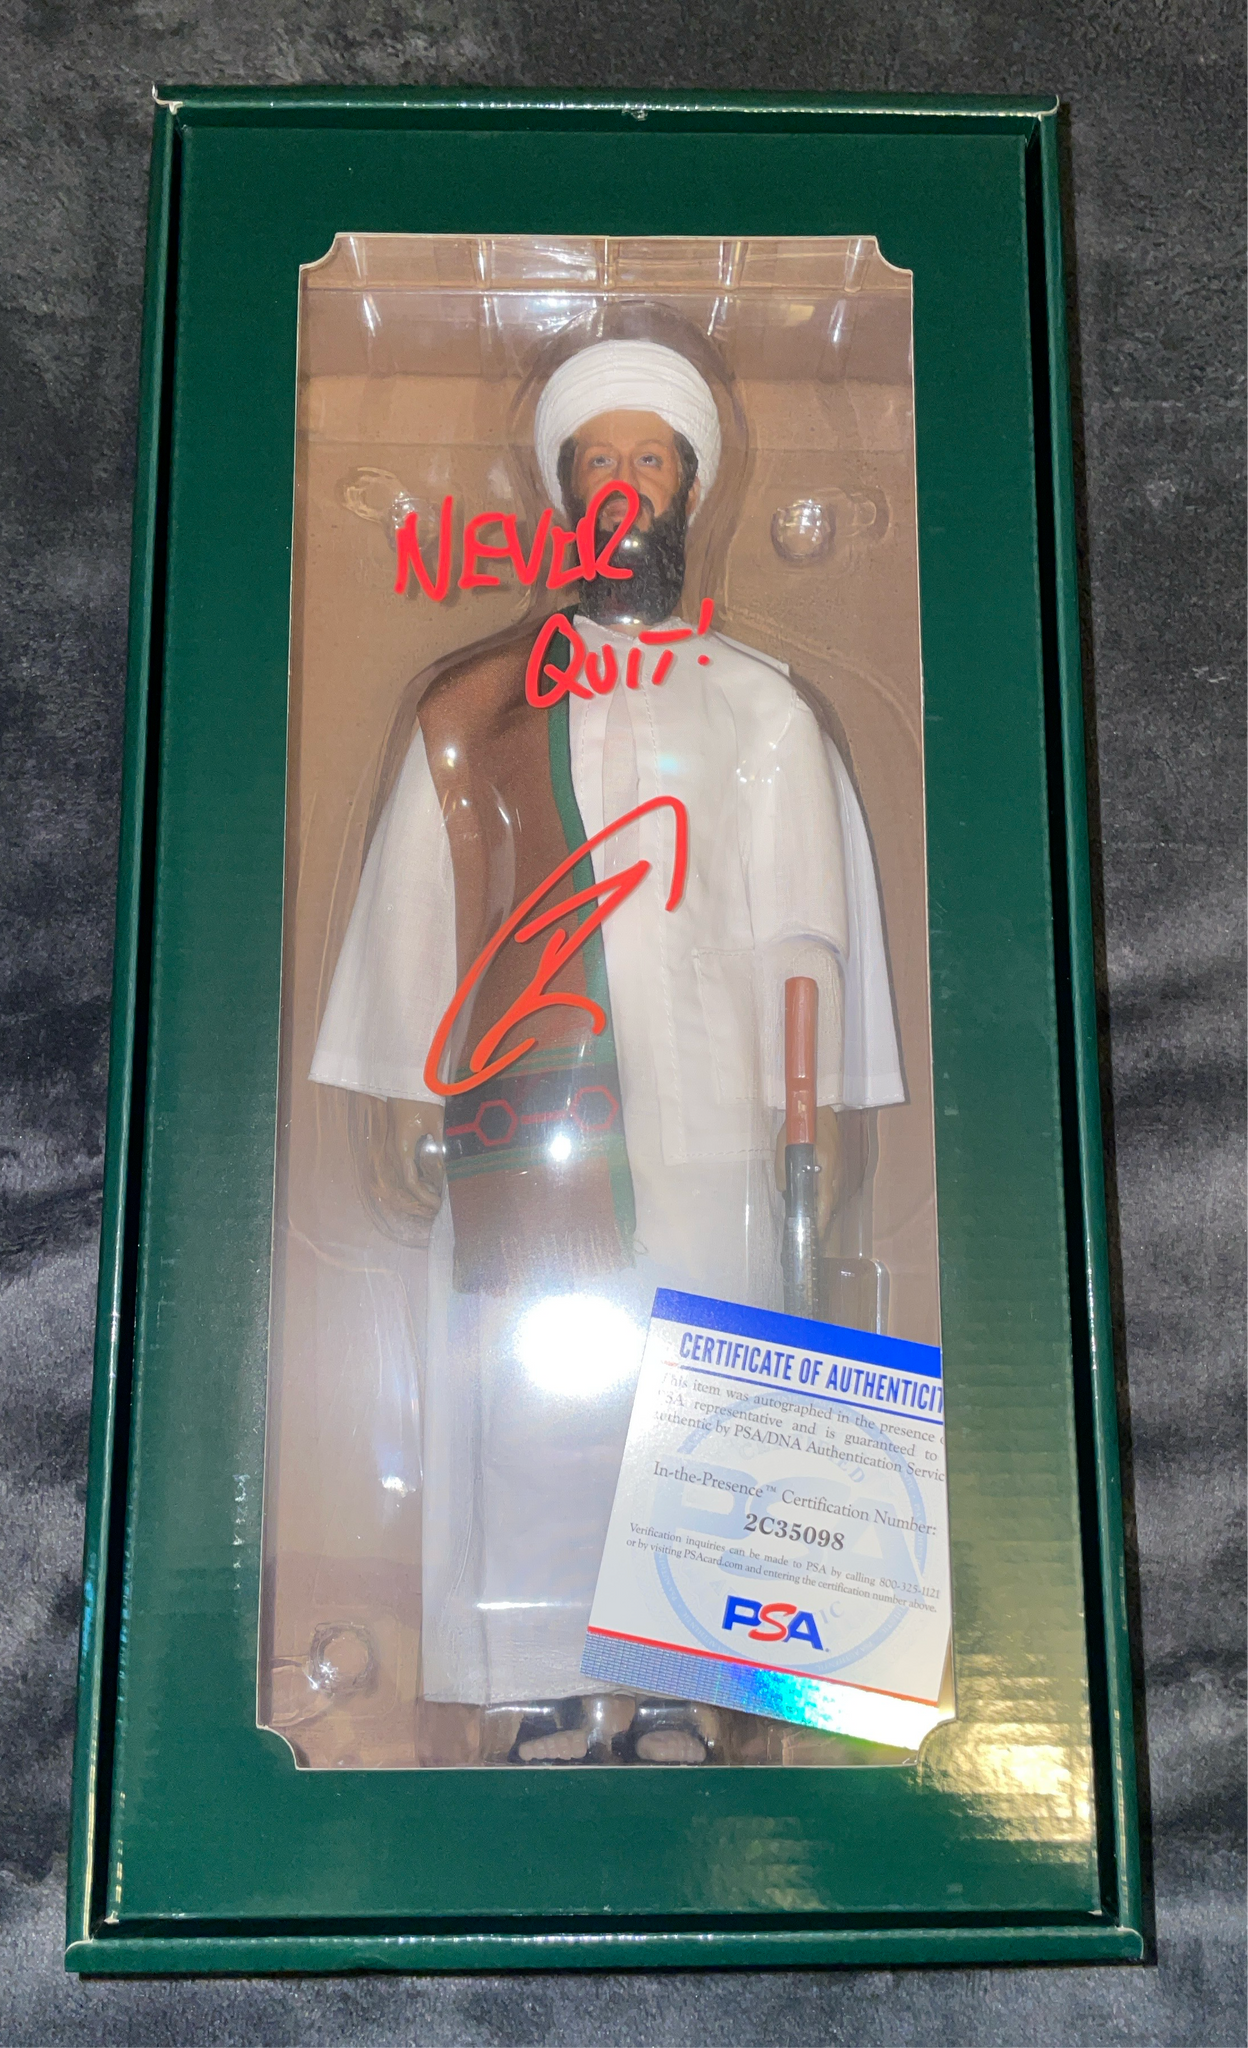 NEVER
QUIT!
CERTIFICATE OF AUTHENTICIT
This item was autographed in the presence
PSA representative and is guaranteed to
authentic by PSA/DNA Authentication Servic
In-the-Presence™ Certification Number:
2C35098
Verification inquiries can be made to PSA by calling 800-325-1121
or by visiting PSAcard.com and entering the certification number above.
PSA